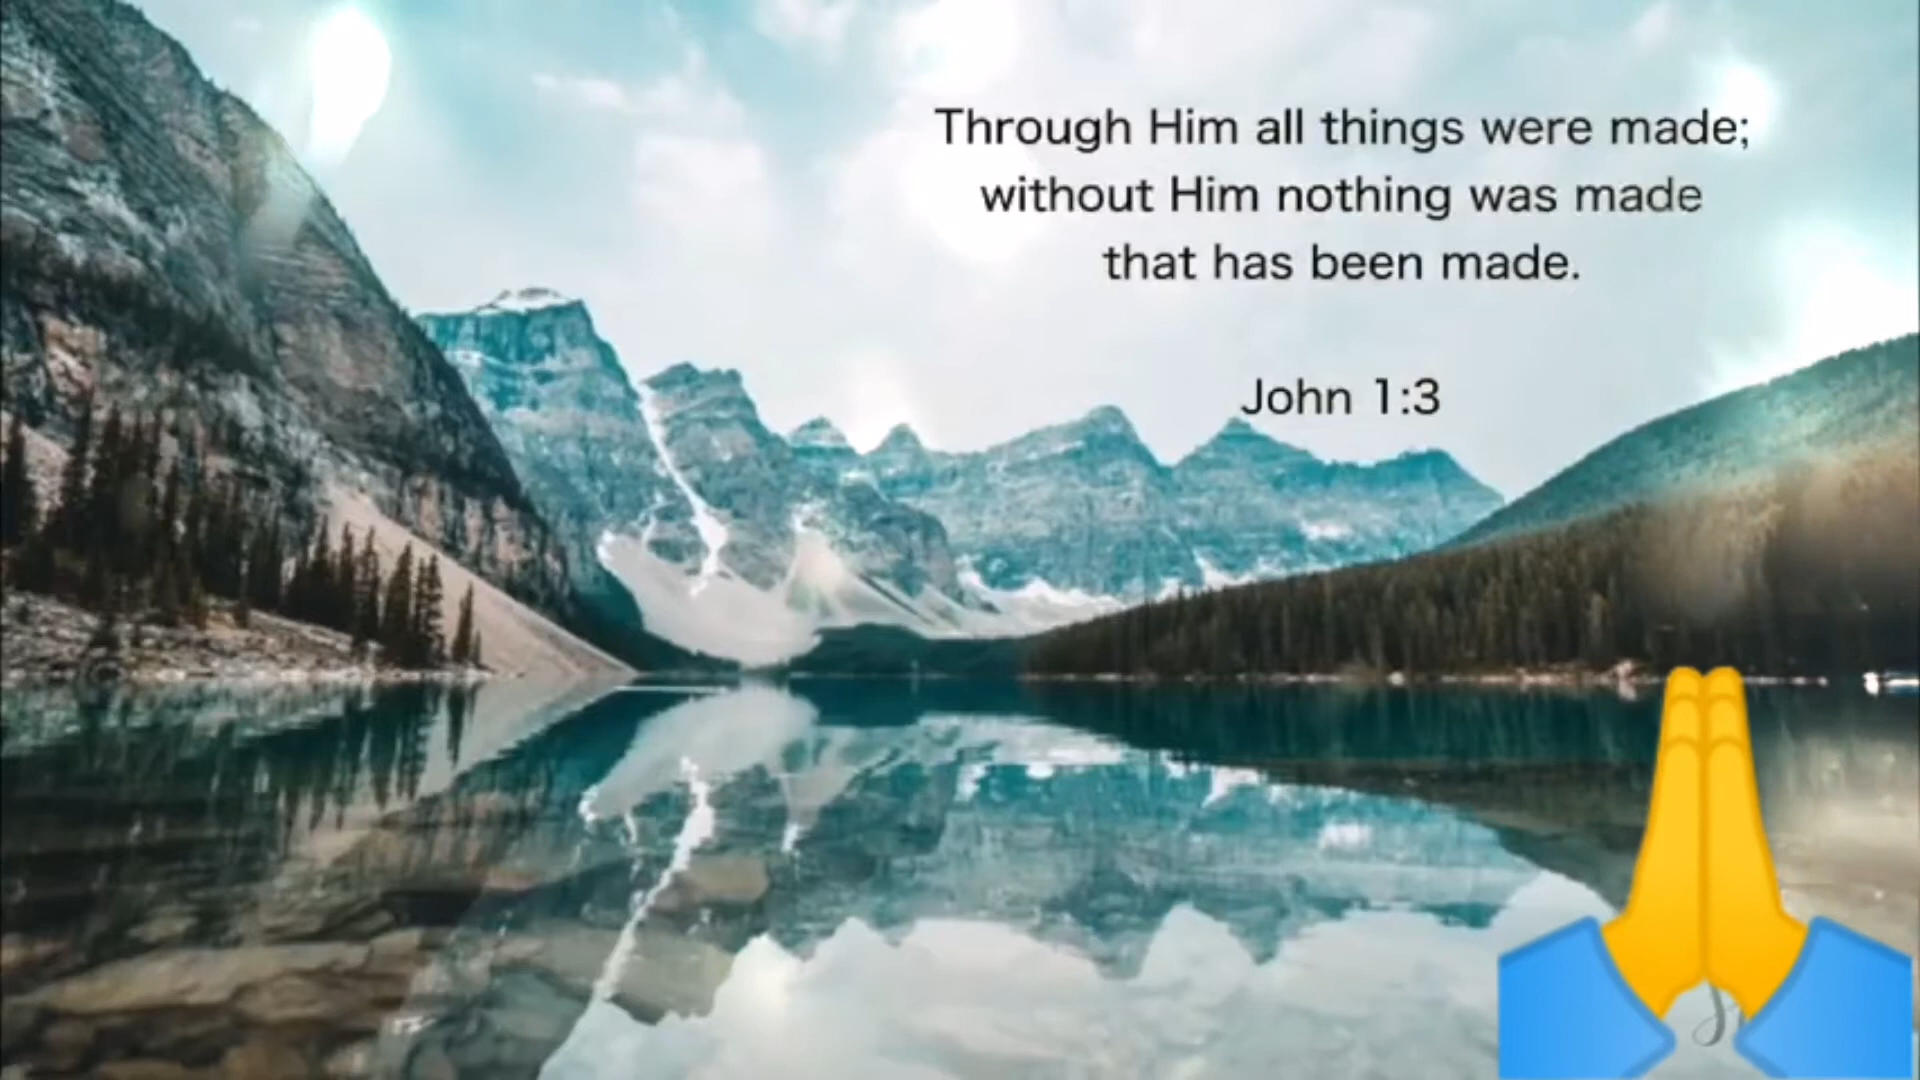 Through Him all things were made;
without Him nothing was made
that has been made.
John 1:3